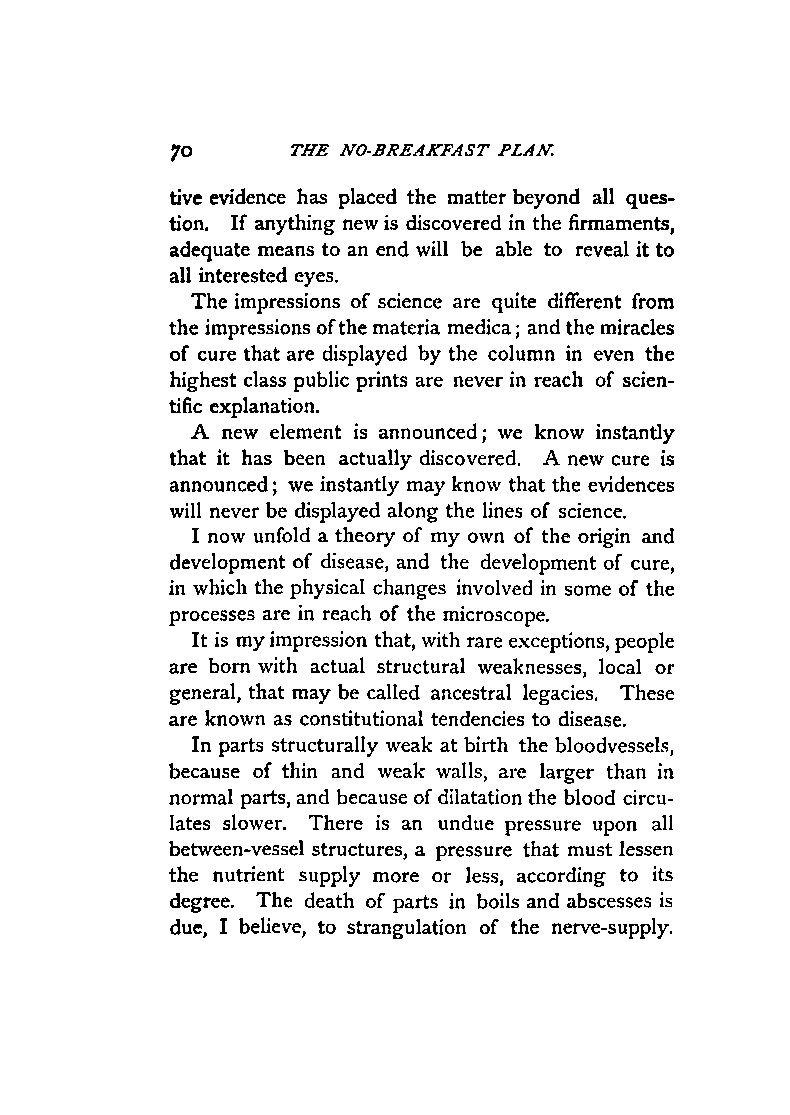 70 THE NO-BREAKFAST PLAN.
tive evidence has placed the matter beyond all ques-
tion. If anything new is discovered in the firmaments,
adequate means to an end will be able to reveal it to
all interested eyes.
The impressions of science are quite different from
the impressions of the materia medica; and the miracles
of cure that are displayed by the column in even the
highest class public prints are never in reach of scien-
tific explanation.
A new element is announced; we know instantly
that it has been actually discovered. A new cure is
announced; we instantly may know that the evidences
will never be displayed along the lines of science.
I now unfold a theory of my own of the origin and
development of disease, and the development of cure,
in which the physical changes involved in some of the
processes are in reach of the microscope.
It is my impression that, with rare exceptions, people
are born with actual structural weaknesses, local or
general, that may be called ancestral legacies. These
are known as constitutional tendencies to disease.
In parts structurally weak at birth the bloodvessels,
because of thin and weak walls, are larger than in
normal parts, and because of dilatation the blood circu-
lates slower. There is an undue pressure upon all
between-vessel structures, a pressure that must lessen
the nutrient supply more or less, according to its
degree. The death of parts in boils and abscesses is
due, I believe, to strangulation of the nerve-supply.